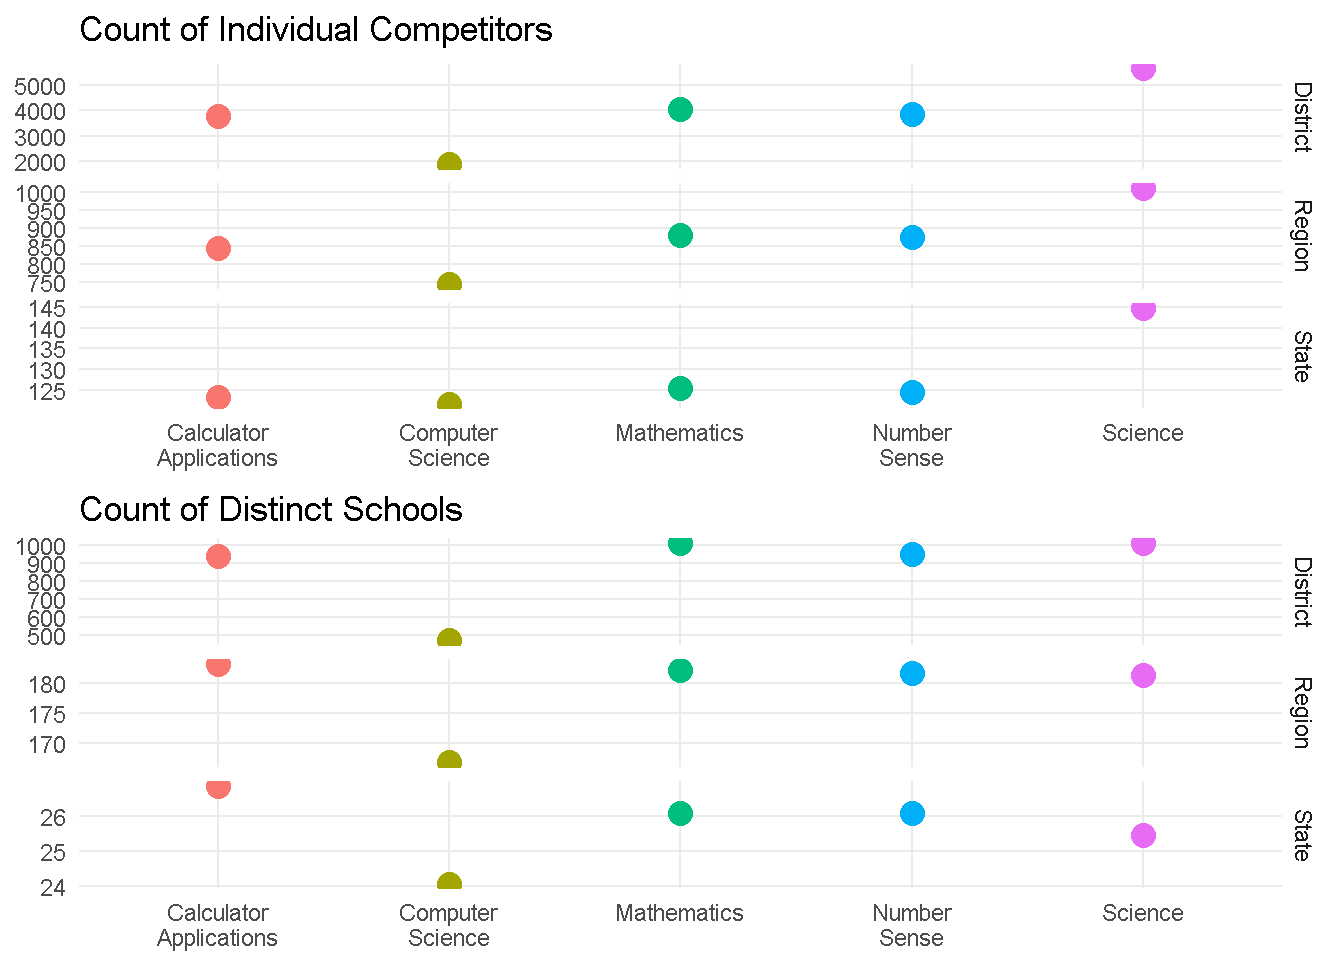 Count of Individual Competitors
5000
4000
3000
2000
District
1000
950
900
850
800
750
Region
145
140
135
130
125
State
Calculator Applications
Computer Science
Mathematics
Number Sense
Science
Count of Distinct Schools
1000
900
800
700
600
500
District
180
175
170
Region
26
25
24
State
Calculator Applications
Computer Science
Mathematics
Number Sense
Science